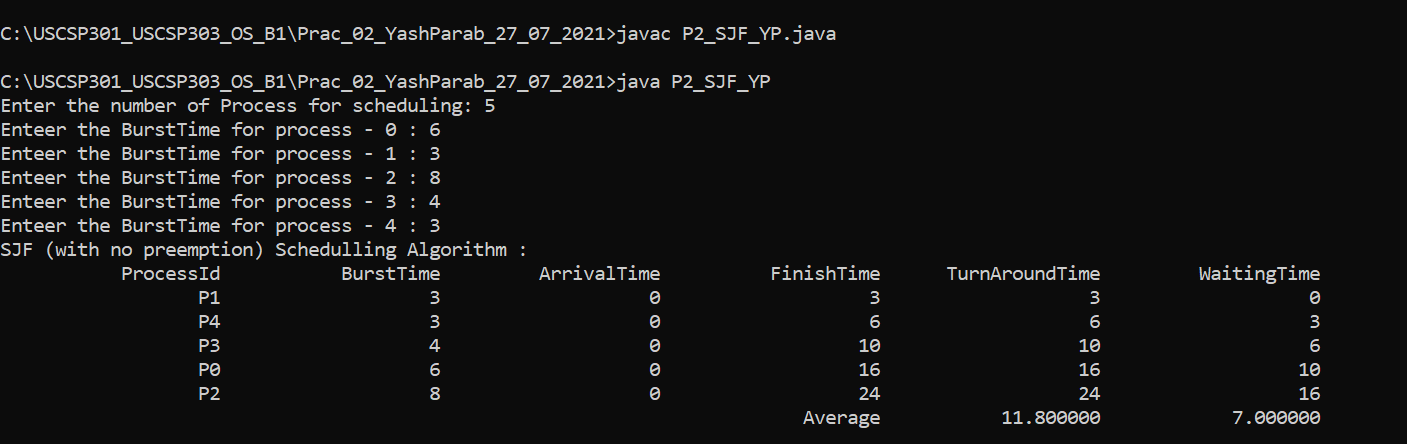 C:\USCSP301_USCSP303_OS_B1\Prac_02_YashParab_27_07_2021>javac P2_SJF_YP.java
C:\USCSP301_USCSP303_OS_B1\Prac_02_YashParab_27_07_2021>java P2_SJF_YP
Enter the number of Process for scheduling: 5
Enteer the BurstTime for process - 0 : 6
Enteer the BurstTime for process - 1 : 3
Enteer the BurstTime for process - 2 : 8
Enteer the BurstTime for process - 3 : 4
Enteer the BurstTime for process - 4 : 3
SJF (with no preemption) Schedulling Algorithm :
ProcessId BurstTime ArrivalTime FinishTime TurnAroundTime WaitingTime
P1 3 0 3 3 0
P4 3 0 6 6 3
P3 4 0 10 10 6
P0 6 0 16 16 10
P2 8 0 24 24 16
Average 11.800000 7.000000